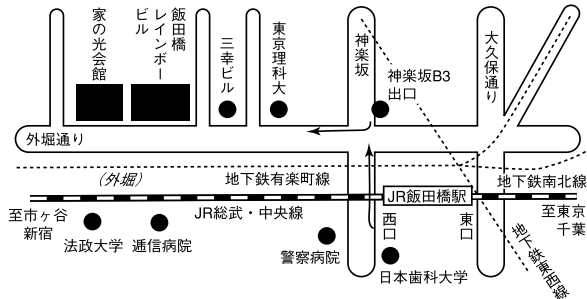 家の光会館
飯田橋
レインボー
ビル
三幸ビル
東京理科大
神楽坂
神楽坂B3
出口
大久保通り
外堀通り
(外堀)
地下鉄有楽町線
地下鉄南北線
JR飯田橋駅
至市ヶ谷
新宿
JR総武・中央線
西口
東口
至東京
千葉
法政大学
逓信病院
警察病院
日本歯科大学
地下鉄東西線